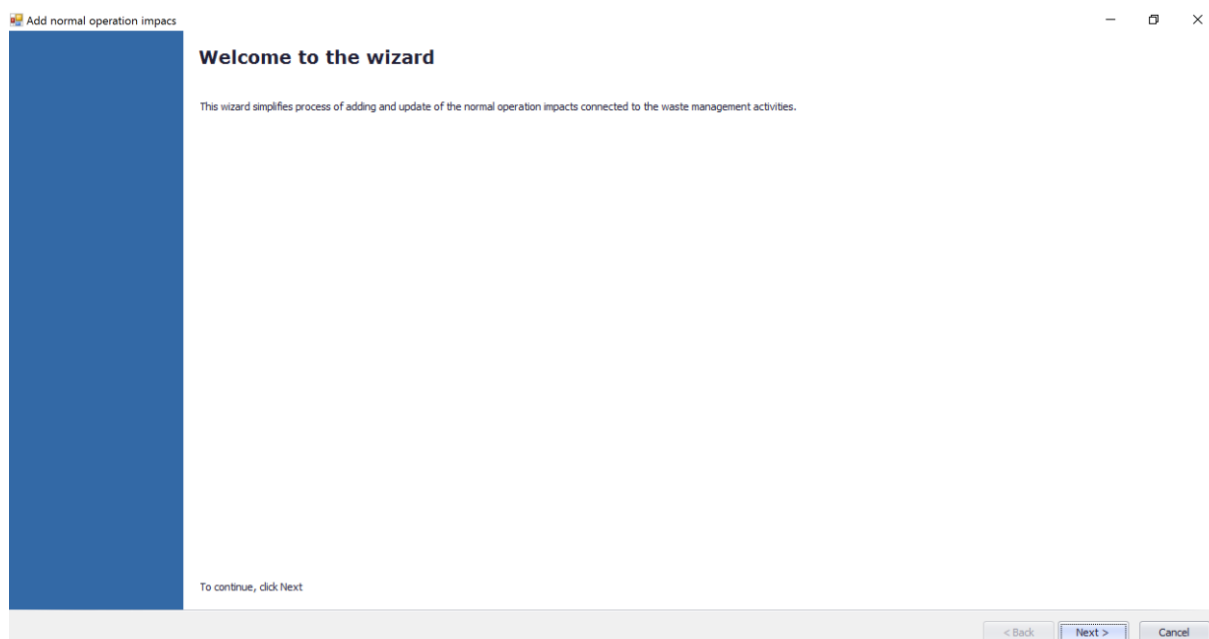 Add normal operation impacs
Welcome to the wizard
This wizard simplifies process of adding and update of the normal operation impacts connected to the waste management activities.
To continue, click Next
< Back Next > Cancel